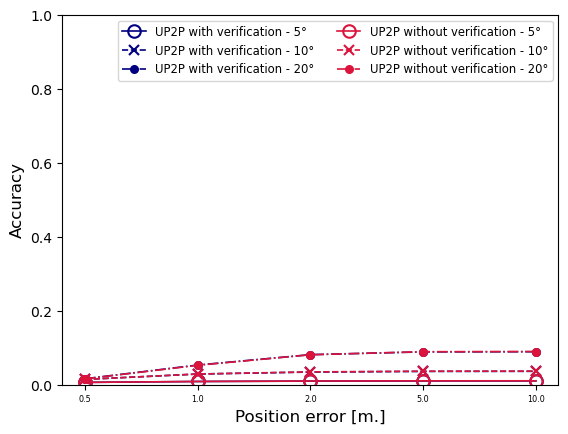 UP2P with verification - 5°
UP2P with verification - 10°
UP2P with verification - 20°
UP2P without verification - 5°
UP2P without verification - 10°
UP2P without verification - 20°
1.0
0.8
0.6
0.4
0.2
0.0
Accuracy
0.5 1.0 2.0 5.0 10.0
Position error [m.]